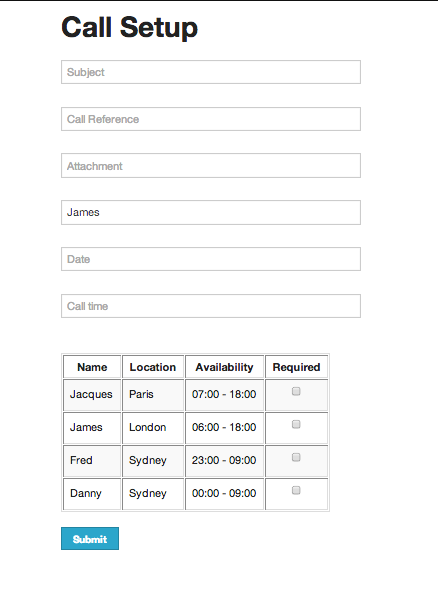 Call Setup
Subject
Call Reference
Attachment
James
Date
Call time
Name Location Availability Required
Jacques Paris 07:00 - 18:00
James London 06:00 - 18:00
Fred Sydney 23:00 - 09:00
Danny Sydney 00:00 - 09:00
Submit